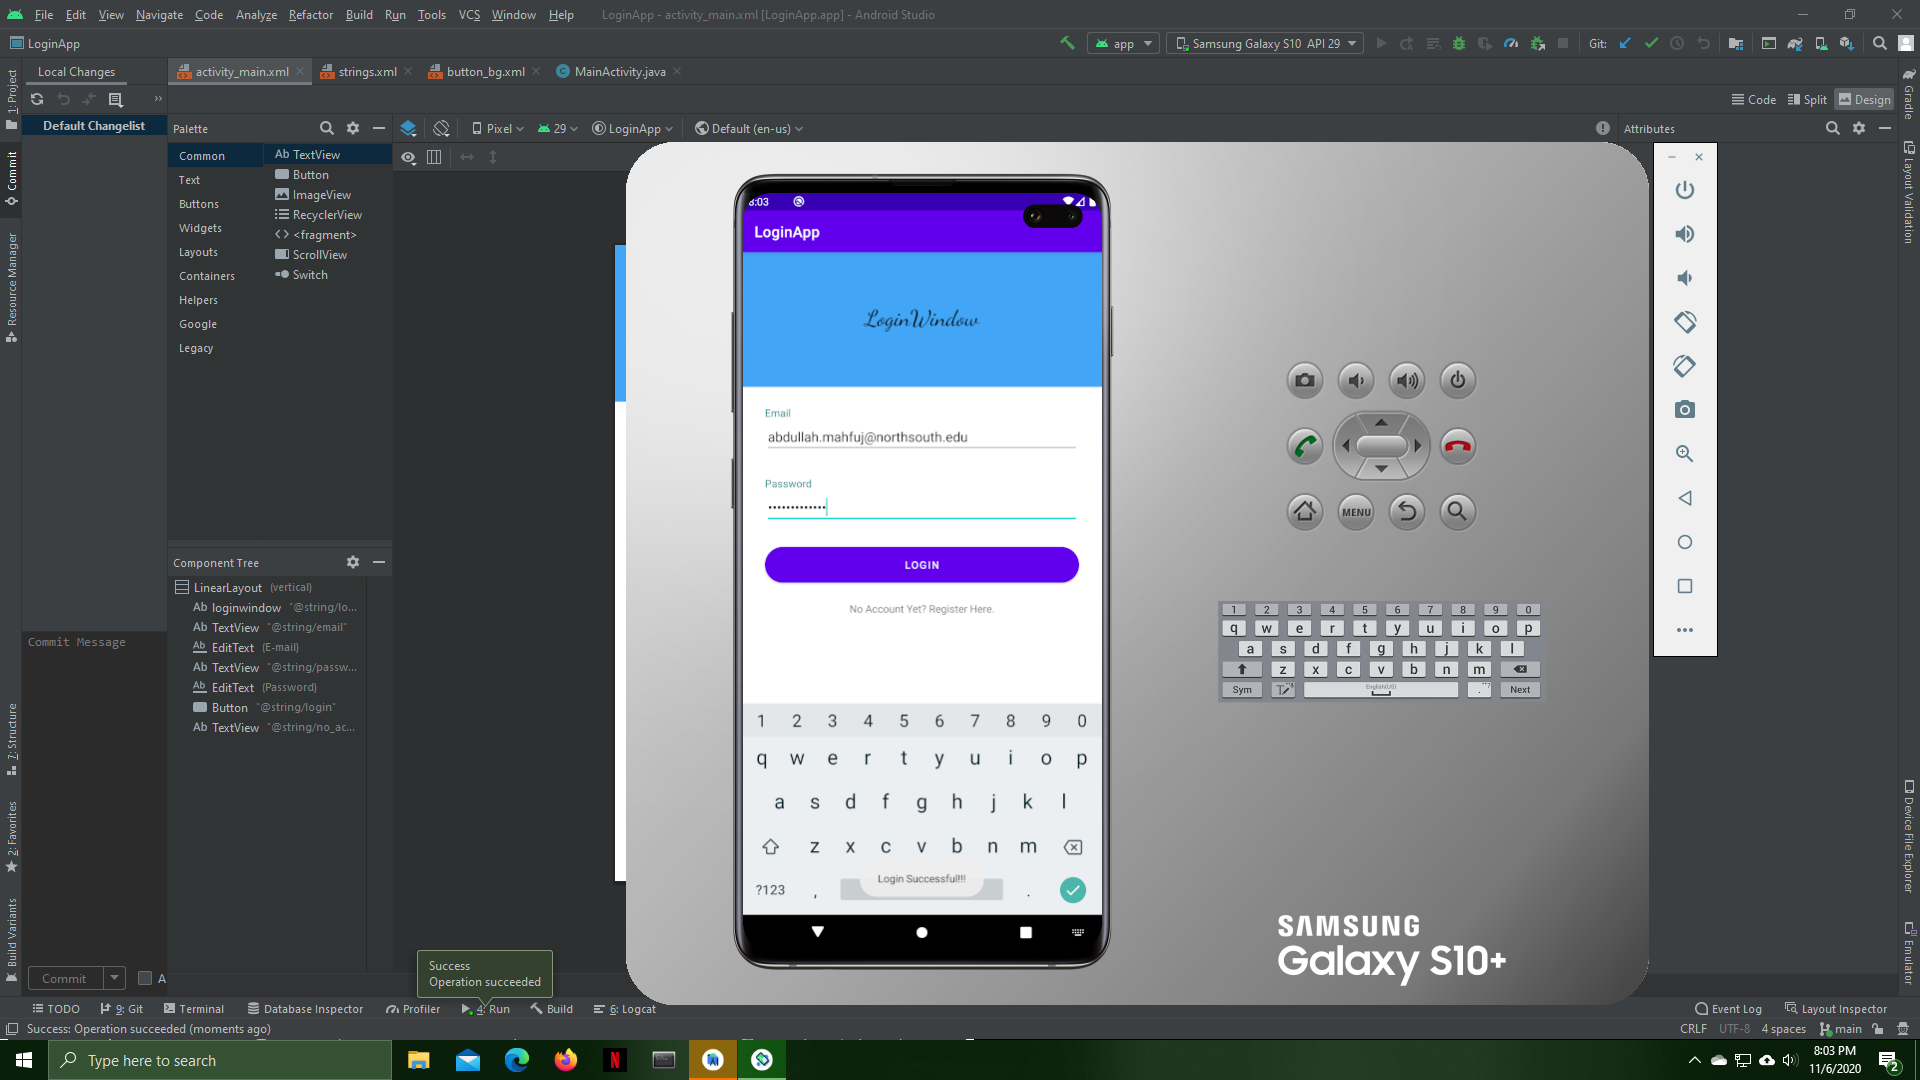 File Edit View Navigate Code Analyze Refactor Build Run Tools VCS Window Help LoginApp - activity_main.xml [LoginApp.app] - Android Studio
LoginApp app Samsung Galaxy S10 API 29 Git:
Local Changes activity_main.xml strings.xml button_bg.xml MainActivity.java
Code Split Design
Default Changelist Palette Pixel 29 LoginApp Default (en-us) Attributes
Common
Text
Buttons
Widgets
Layouts
Containers
Helpers
Google
Legacy
Ab TextView
Button
ImageView
RecyclerView
<> <fragment>
ScrollView
Switch
Component Tree
LinearLayout (vertical)
Ab loginwindow "@string/lo...
Ab TextView "@string/email"
Ab EditText (E-mail)
Ab TextView "@string/passw...
Ab EditText (Password)
Button "@string/login"
Ab TextView "@string/no_ac...
Commit Message
Commit A
1: Project
Commit
Resource Manager
7: Structure
2: Favorites
Build Variants
8:03
LoginApp
LoginWindow
Email
abdullah.mahfuj@northsouth.edu
Password
•••••••••••••
LOGIN
No Account Yet? Register Here.
1 2 3 4 5 6 7 8 9 0
q w e r t y u i o p
a s d f g h j k l
z x c v b n m
?123 , .
Login Successful!!!
MENU
1 2 3 4 5 6 7 8 9 0
q w e r t y u i o p
a s d f g h j k l
z x c v b n m
Sym English(US) . Next
SAMSUNG
Galaxy S10+
Gradle
Layout Validation
Device File Explorer
Emulator
Success
Operation succeeded
TODO 9: Git Terminal Database Inspector Profiler 4: Run Build 6: Logcat Event Log Layout Inspector
Success: Operation succeeded (moments ago) CRLF UTF-8 4 spaces main
Type here to search
N
8:03 PM
11/6/2020
2